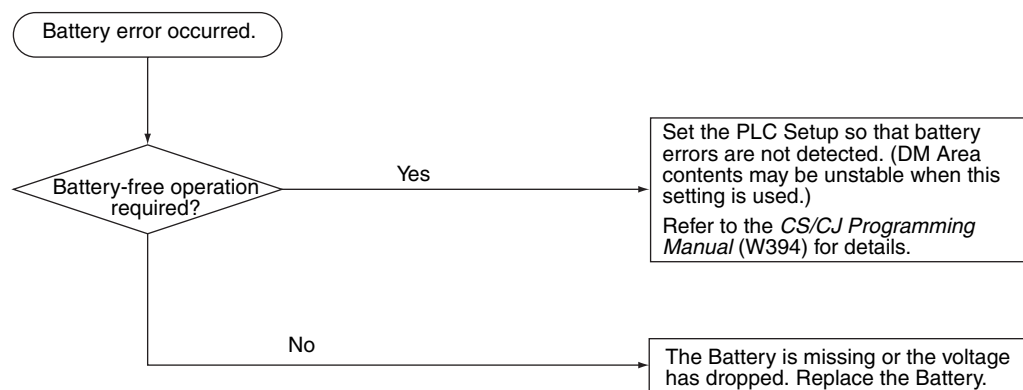 Battery error occurred.
Battery-free operation
required?
Yes
Set the PLC Setup so that battery
errors are not detected. (DM Area
contents may be unstable when this
setting is used.)
Refer to the CS/CJ Programming
Manual (W394) for details.
No
The Battery is missing or the voltage
has dropped. Replace the Battery.